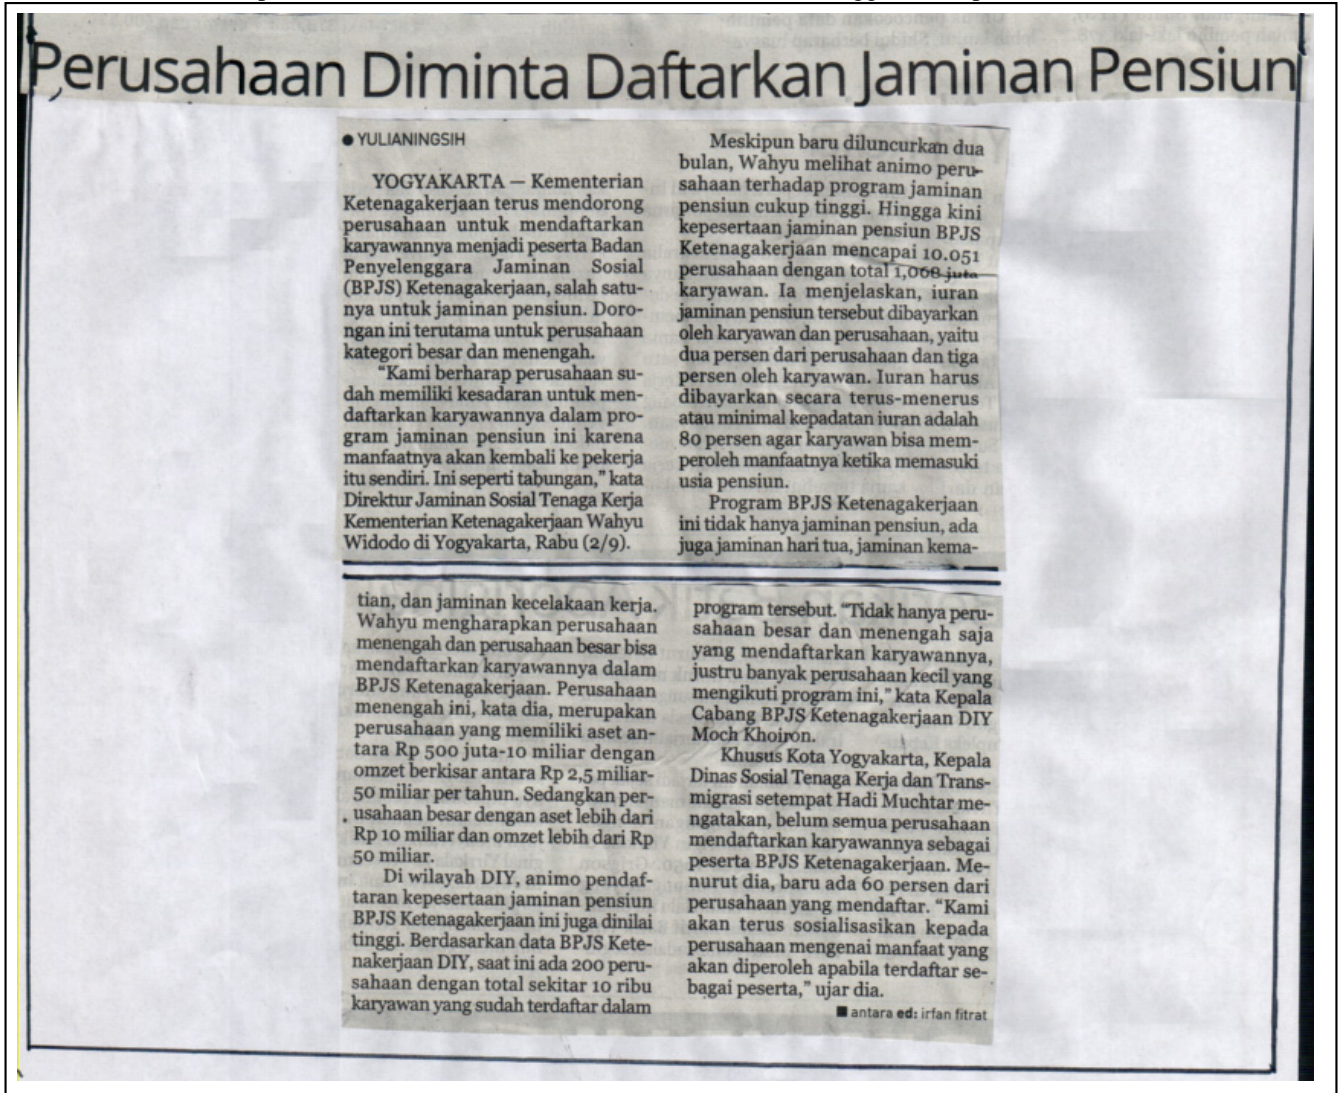 Perusahaan Diminta Daftarkan Jaminan Pensiun
● YULIANINGSIH
YOGYAKARTA — Kementerian
Ketenagakerjaan terus mendorong
perusahaan untuk mendaftarkan
karyawannya menjadi peserta Badan
Penyelenggara Jaminan Sosial
(BPJS) Ketenagakerjaan, salah satu-
nya untuk jaminan pensiun. Doro-
ngan ini terutama untuk perusahaan
kategori besar dan menengah.
“Kami berharap perusahaan su-
dah memiliki kesadaran untuk men-
daftarkan karyawannya dalam pro-
gram jaminan pensiun ini karena
manfaatnya akan kembali ke pekerja
itu sendiri. Ini seperti tabungan,” kata
Direktur Jaminan Sosial Tenaga Kerja
Kementerian Ketenagakerjaan Wahyu
Widodo di Yogyakarta, Rabu (2/9).
Meskipun baru diluncurkan dua
bulan, Wahyu melihat animo peru-
sahaan terhadap program jaminan
pensiun cukup tinggi. Hingga kini
kepesertaan jaminan pensiun BPJS
Ketenagakerjaan mencapai 10.051
perusahaan dengan total 1,068 juta
karyawan. Ia menjelaskan, iuran
jaminan pensiun tersebut dibayarkan
oleh karyawan dan perusahaan, yaitu
dua persen dari perusahaan dan tiga
persen oleh karyawan. Iuran harus
dibayarkan secara terus-menerus
atau minimal kepadatan iuran adalah
80 persen agar karyawan bisa mem-
peroleh manfaatnya ketika memasuki
usia pensiun.
Program BPJS Ketenagakerjaan
ini tidak hanya jaminan pensiun, ada
juga jaminan hari tua, jaminan kema-
tian, dan jaminan kecelakaan kerja.
Wahyu mengharapkan perusahaan
menengah dan perusahaan besar bisa
mendaftarkan karyawannya dalam
BPJS Ketenagakerjaan. Perusahaan
menengah ini, kata dia, merupakan
perusahaan yang memiliki aset an-
tara Rp 500 juta-10 miliar dengan
omzet berkisar antara Rp 2,5 miliar-
50 miliar per tahun. Sedangkan per-
usahaan besar dengan aset lebih dari
Rp 10 miliar dan omzet lebih dari Rp
50 miliar.
Di wilayah DIY, animo pendaf-
taran kepesertaan jaminan pensiun
BPJS Ketenagakerjaan ini juga dinilai
tinggi. Berdasarkan data BPJS Kete-
nakerjaan DIY, saat ini ada 200 peru-
sahaan dengan total sekitar 10 ribu
karyawan yang sudah terdaftar dalam
program tersebut. “Tidak hanya peru-
sahaan besar dan menengah saja
yang mendaftarkan karyawannya,
justru banyak perusahaan kecil yang
mengikuti program ini,” kata Kepala
Cabang BPJS Ketenagakerjaan DIY
Moch Khoiron.
Khusus Kota Yogyakarta, Kepala
Dinas Sosial Tenaga Kerja dan Trans-
migrasi setempat Hadi Muchtar me-
ngatakan, belum semua perusahaan
mendaftarkan karyawannya sebagai
peserta BPJS Ketenagakerjaan. Me-
nurut dia, baru ada 60 persen dari
perusahaan yang mendaftar. “Kami
akan terus sosialisasikan kepada
perusahaan mengenai manfaat yang
akan diperoleh apabila terdaftar se-
bagai peserta,” ujar dia.
■ antara ed: irfan fitrat